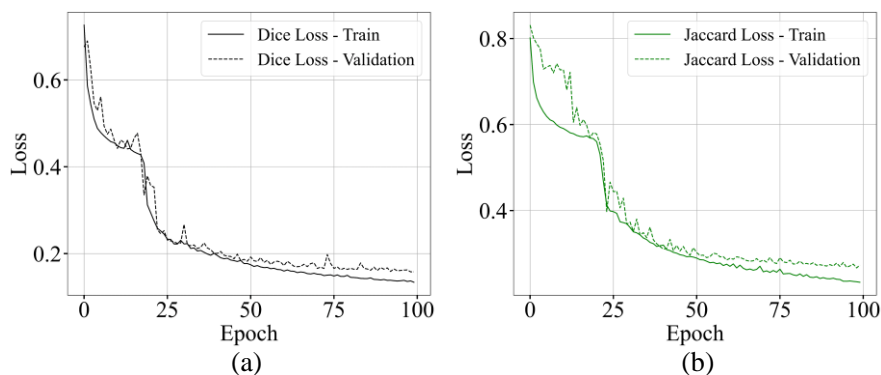 Dice Loss - Train
Dice Loss - Validation
Loss
0.6
0.4
0.2
0
25
50
75
100
Epoch
(a)
Jaccard Loss - Train
Jaccard Loss - Validation
Loss
0.8
0.6
0.4
0
25
50
75
100
Epoch
(b)